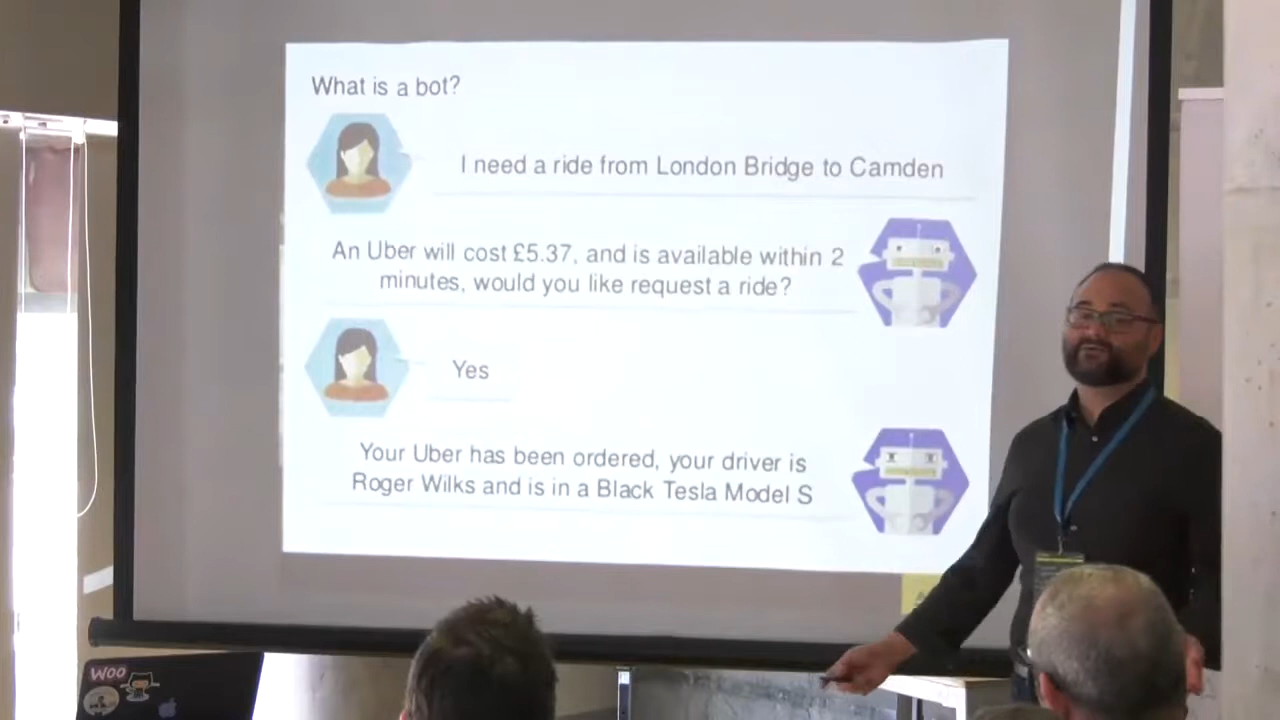 What is a bot?
I need a ride from London Bridge to Camden
An Uber will cost £5.37, and is available within 2
minutes, would you like request a ride?
Yes
Your Uber has been ordered, your driver is
Roger Wilks and is in a Black Tesla Model S
WOO